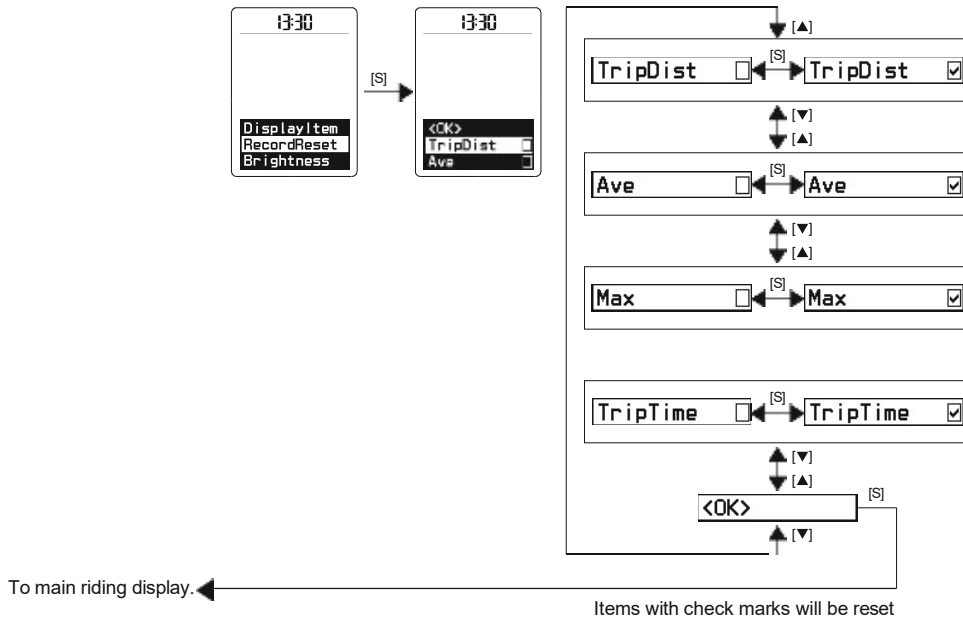 13:30
DisplayItem
RecordReset
Brightness
[S]
13:30
<OK>
TripDist
Ave
[▲]
TripDist
[S]
TripDist
[▼]
[▲]
Ave
[S]
Ave
[▼]
[▲]
Max
[S]
Max
TripTime
[S]
TripTime
[▼]
[▲]
<OK>
[S]
[▼]
To main riding display.
Items with check marks will be reset